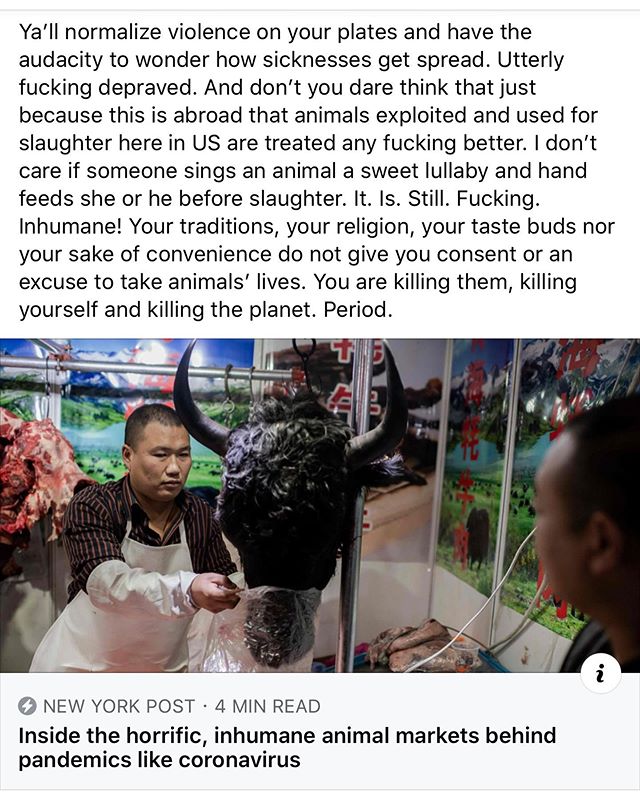 Ya'll normalize violence on your plates and have the
audacity to wonder how sicknesses get spread. Utterly
fucking depraved. And don't you dare think that just
because this is abroad that animals exploited and used for
slaughter here in US are treated any fucking better. I don't
care if someone sings an animal a sweet lullaby and hand
feeds she or he before slaughter. It. Is. Still. Fucking.
Inhumane! Your traditions, your religion, your taste buds nor
your sake of convenience do not give you consent or an
excuse to take animals' lives. You are killing them, killing
yourself and killing the planet. Period.
i
NEW YORK POST · 4 MIN READ
Inside the horrific, inhumane animal markets behind
pandemics like coronavirus